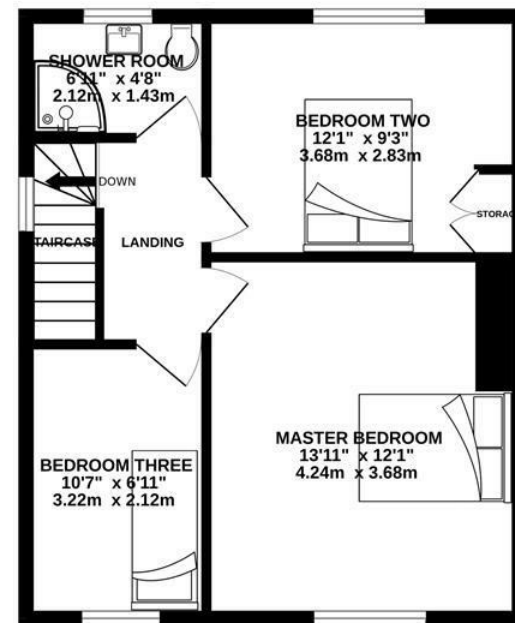 SHOWER ROOM
6'11" x 4'8"
2.12m x 1.43m
BEDROOM TWO
12'1" x 9'3"
3.68m x 2.83m
STORAG
DOWN
TAIRCASE
LANDING
MASTER BEDROOM
13'11" x 12'1"
4.24m x 3.68m
BEDROOM THREE
10'7" x 6'11"
3.22m x 2.12m